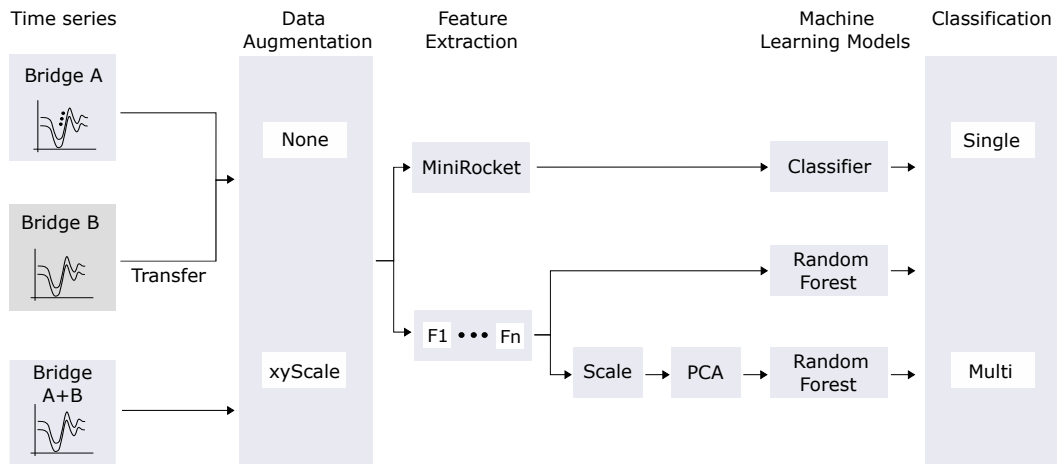 Time series
Data
Augmentation
Feature
Extraction
Machine
Learning Models
Classification
Bridge A
None
MiniRocket
Classifier
Single
Bridge B
Transfer
Random
Forest
F1 ••• Fn
Bridge
A+B
xyScale
Scale
PCA
Random
Forest
Multi